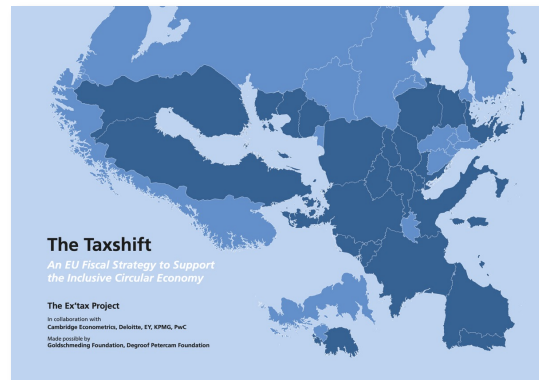 The Taxshift
An EU Fiscal Strategy to Support
the Inclusive Circular Economy
The Ex'tax Project
In collaboration with
Cambridge Econometrics, Deloitte, EY, KPMG, PwC
Made possible by
Goldschmeding Foundation, Degroof Petercam Foundation